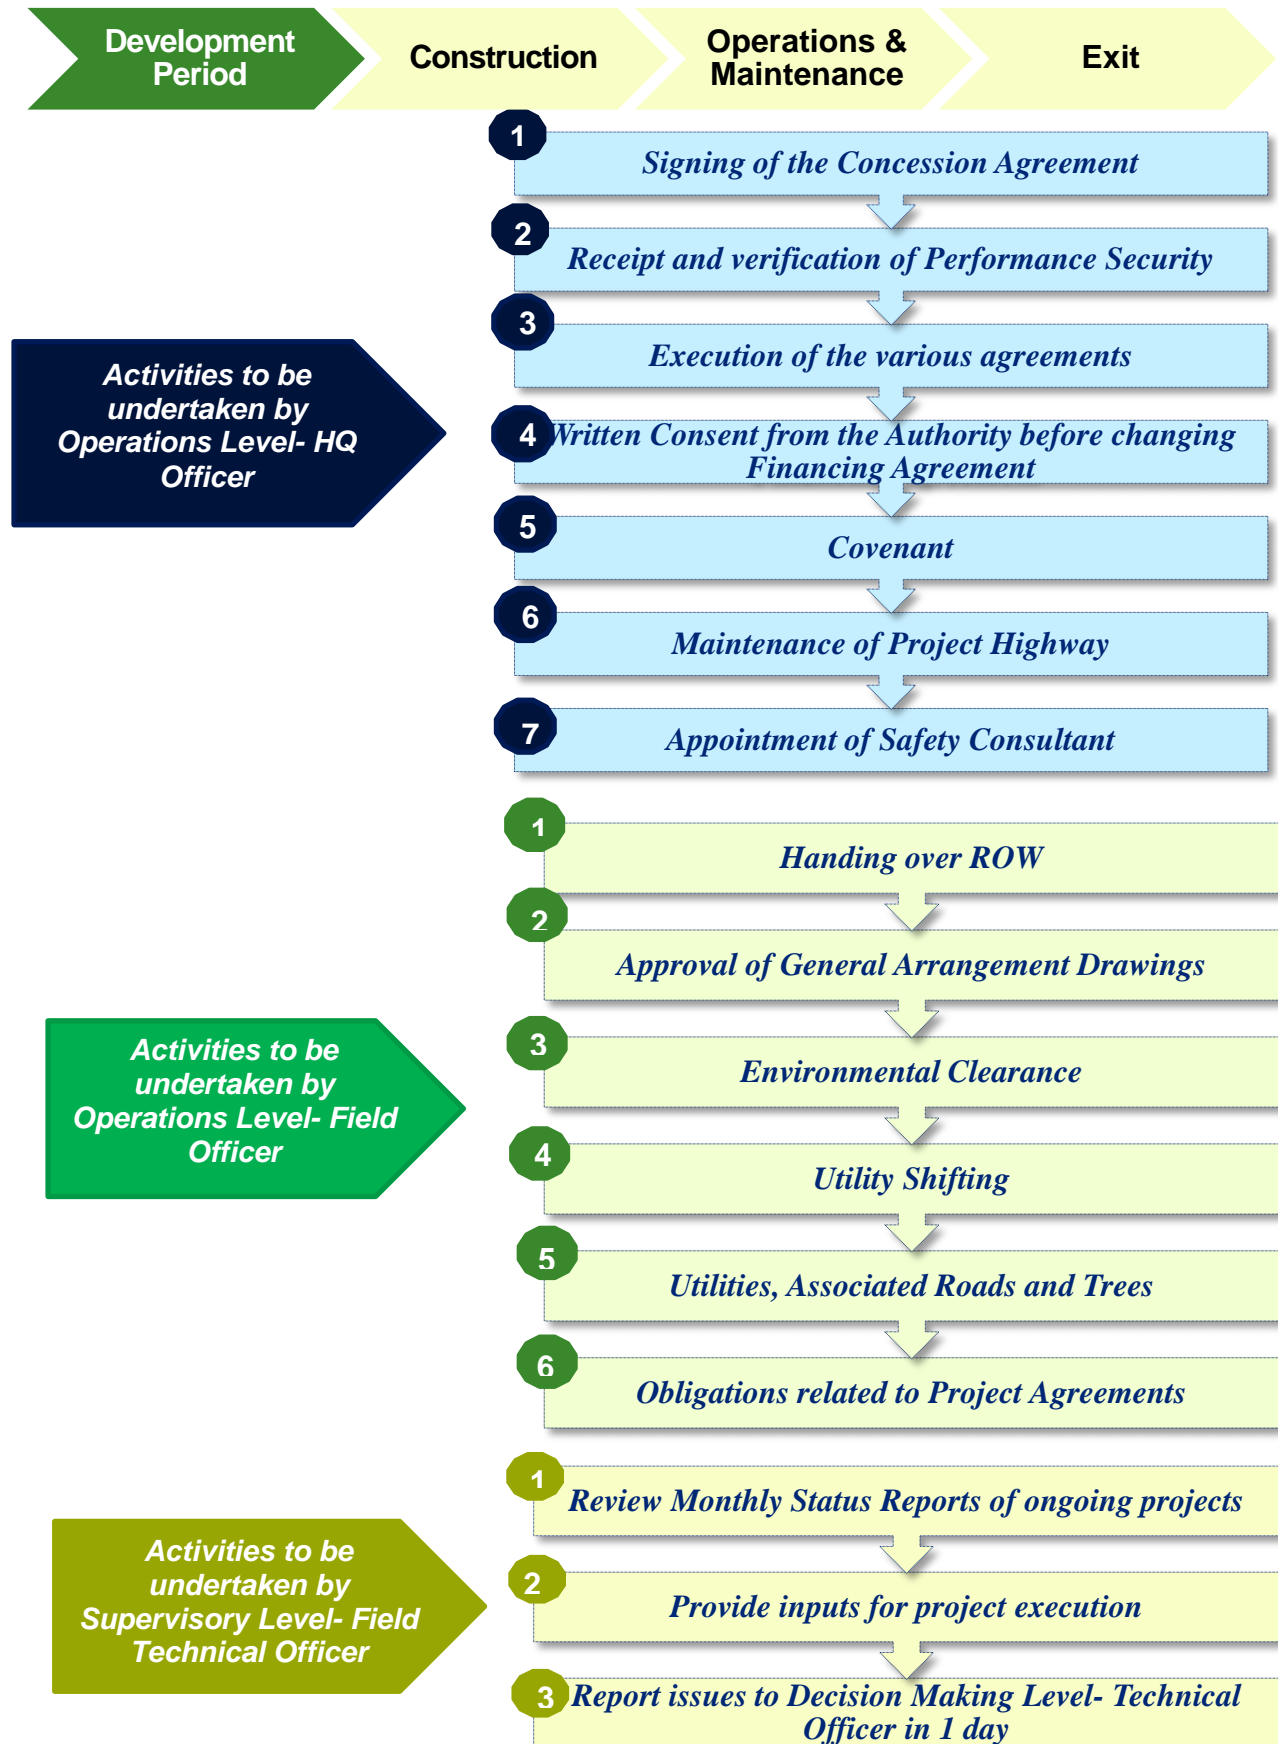 Development
Period
Construction
Operations &
Maintenance
Exit
Activities to be
undertaken by
Operations Level- HQ
Officer
1
Signing of the Concession Agreement
2
Receipt and verification of Performance Security
3
Execution of the various agreements
4
Written Consent from the Authority before changing
Financing Agreement
5
Covenant
6
Maintenance of Project Highway
7
Appointment of Safety Consultant
Activities to be
undertaken by
Operations Level- Field
Officer
1
Handing over ROW
2
Approval of General Arrangement Drawings
3
Environmental Clearance
4
Utility Shifting
5
Utilities, Associated Roads and Trees
6
Obligations related to Project Agreements
Activities to be
undertaken by
Supervisory Level- Field
Technical Officer
1
Review Monthly Status Reports of ongoing projects
2
Provide inputs for project execution
3
Report issues to Decision Making Level- Technical
Officer in 1 day